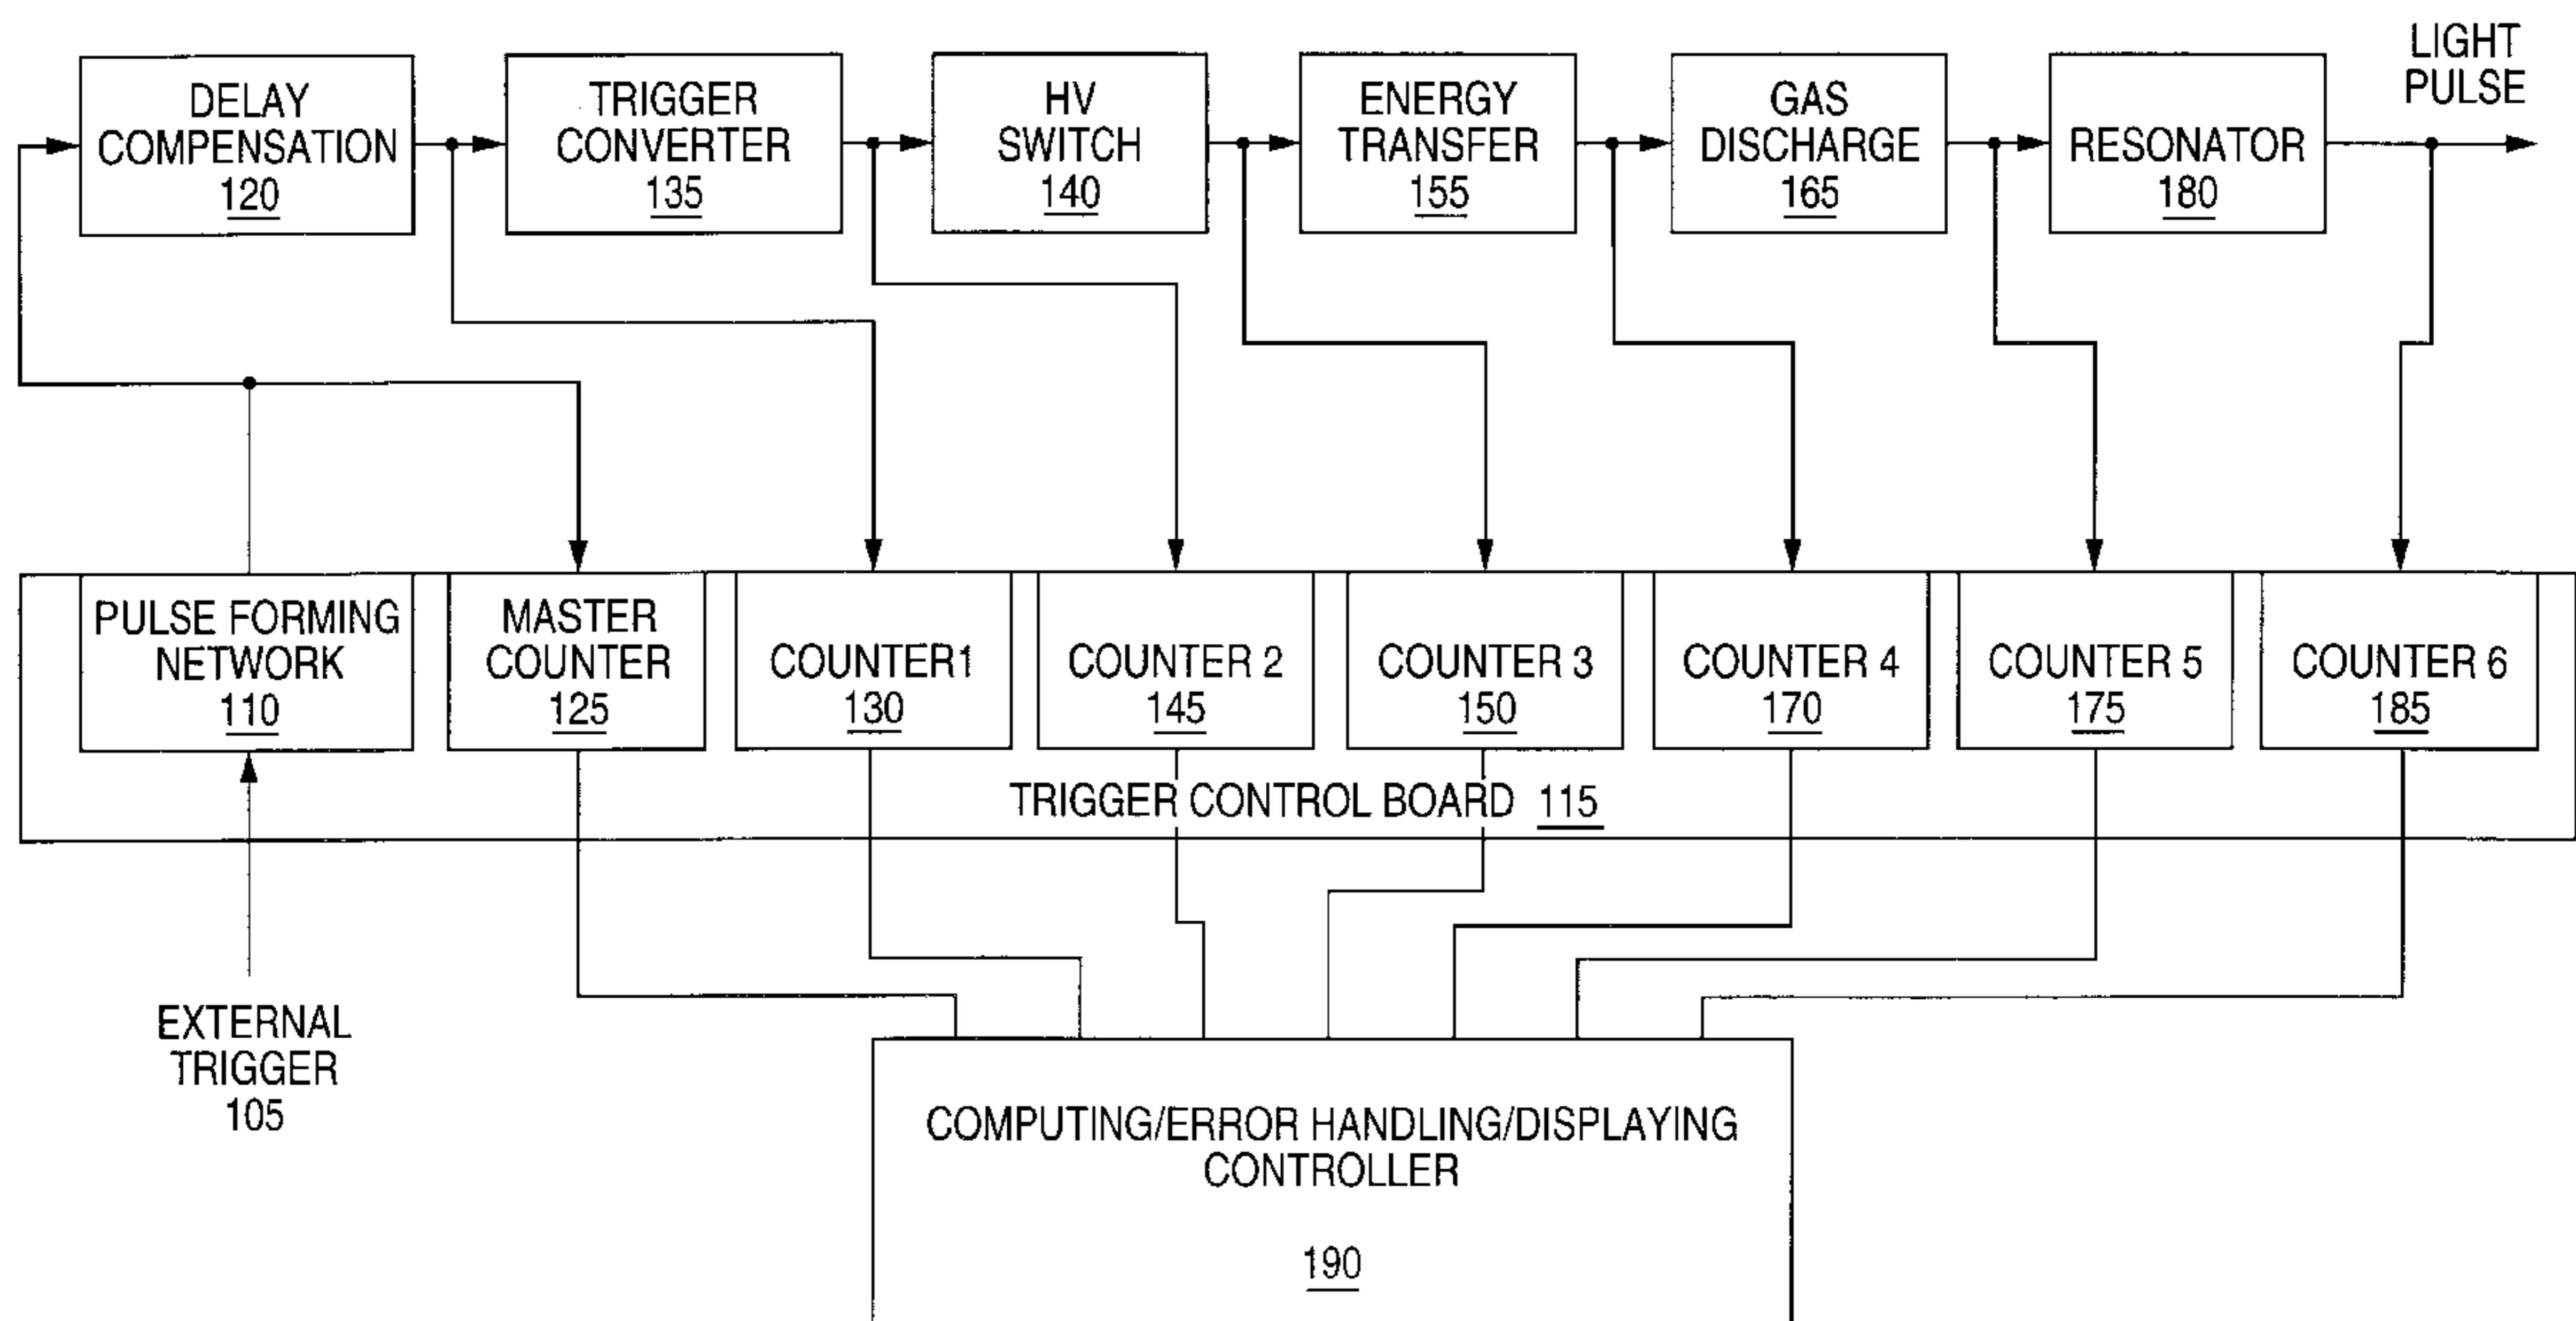 LIGHT
PULSE
DELAY
COMPENSATION
120
TRIGGER
CONVERTER
135
HV
SWITCH
140
ENERGY
TRANSFER
155
GAS
DISCHARGE
165
RESONATOR
180
PULSE FORMING
NETWORK
110
MASTER
COUNTER
125
COUNTER1
130
COUNTER 2
145
COUNTER 3
150
COUNTER 4
170
COUNTER 5
175
COUNTER 6
185
TRIGGER CONTROL BOARD 115
EXTERNAL
TRIGGER
105
COMPUTING/ERROR HANDLING/DISPLAYING
CONTROLLER
190